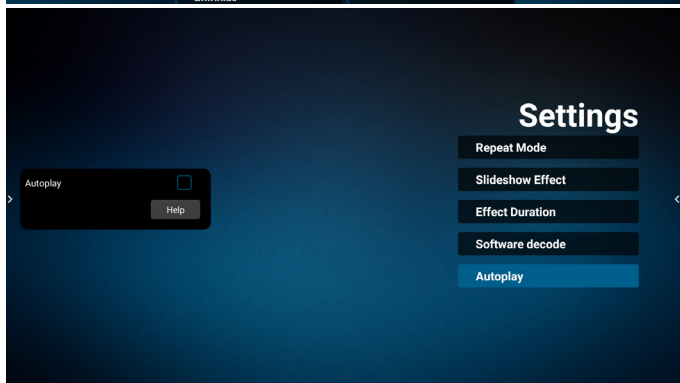 Settings
Repeat Mode
Slideshow Effect
Effect Duration
Software decode
Autoplay
Autoplay
Help